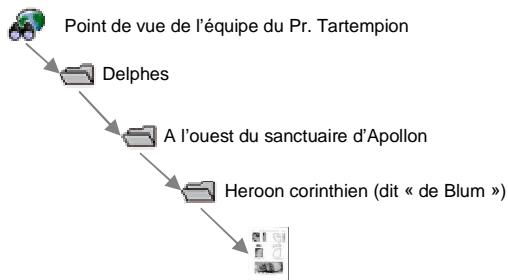 Point de vue de l’équipe du Pr. Tartempion
Delphes
A l’ouest du sanctuaire d’Apollon
Heroon corinthien (dit « de Blum »)